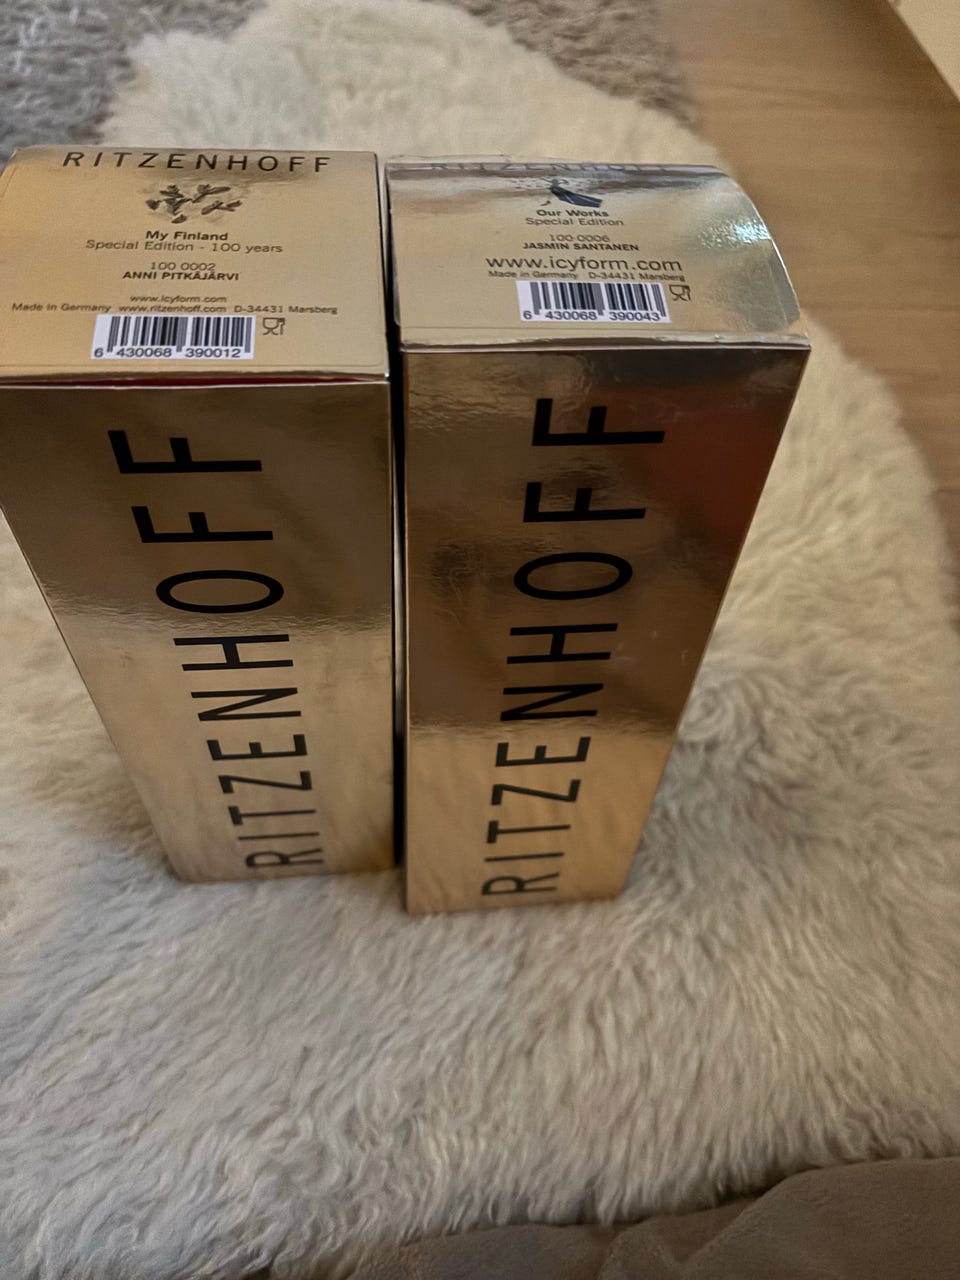 RITZENHOFF
My Finland
Special Edition - 100 years
100 0002
ANNI PITKÄJÄRVI
www.icyform.com
Made in Germany www.ritzenhoff.com D-34431 Marsberg
6 430068 390012
RITZENHOFF
RITZENHOFF
Our Works
Special Edition
100-0006
JASMIN SANTANEN
www.icyform.com
Made in Germany D-34431 Marsberg
6 430068 390043
RITZENHOFF